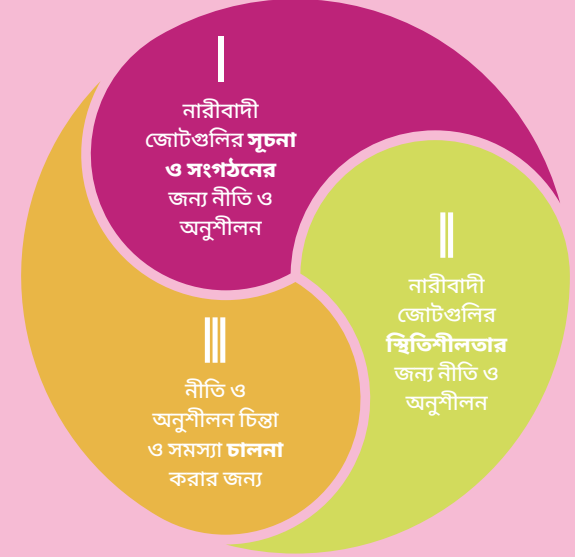 I
নারীবাদী
জোটগুলির সূচনা
ও সংগঠনের
জন্য নীতি ও
অনুশীলন
II
নারীবাদী
জোটগুলির
স্থিতিশীলতার
জন্য নীতি ও
অনুশীলন
III
নীতি ও
অনুশীলন চিন্তা
ও সমস্যা চালনা
করার জন্য